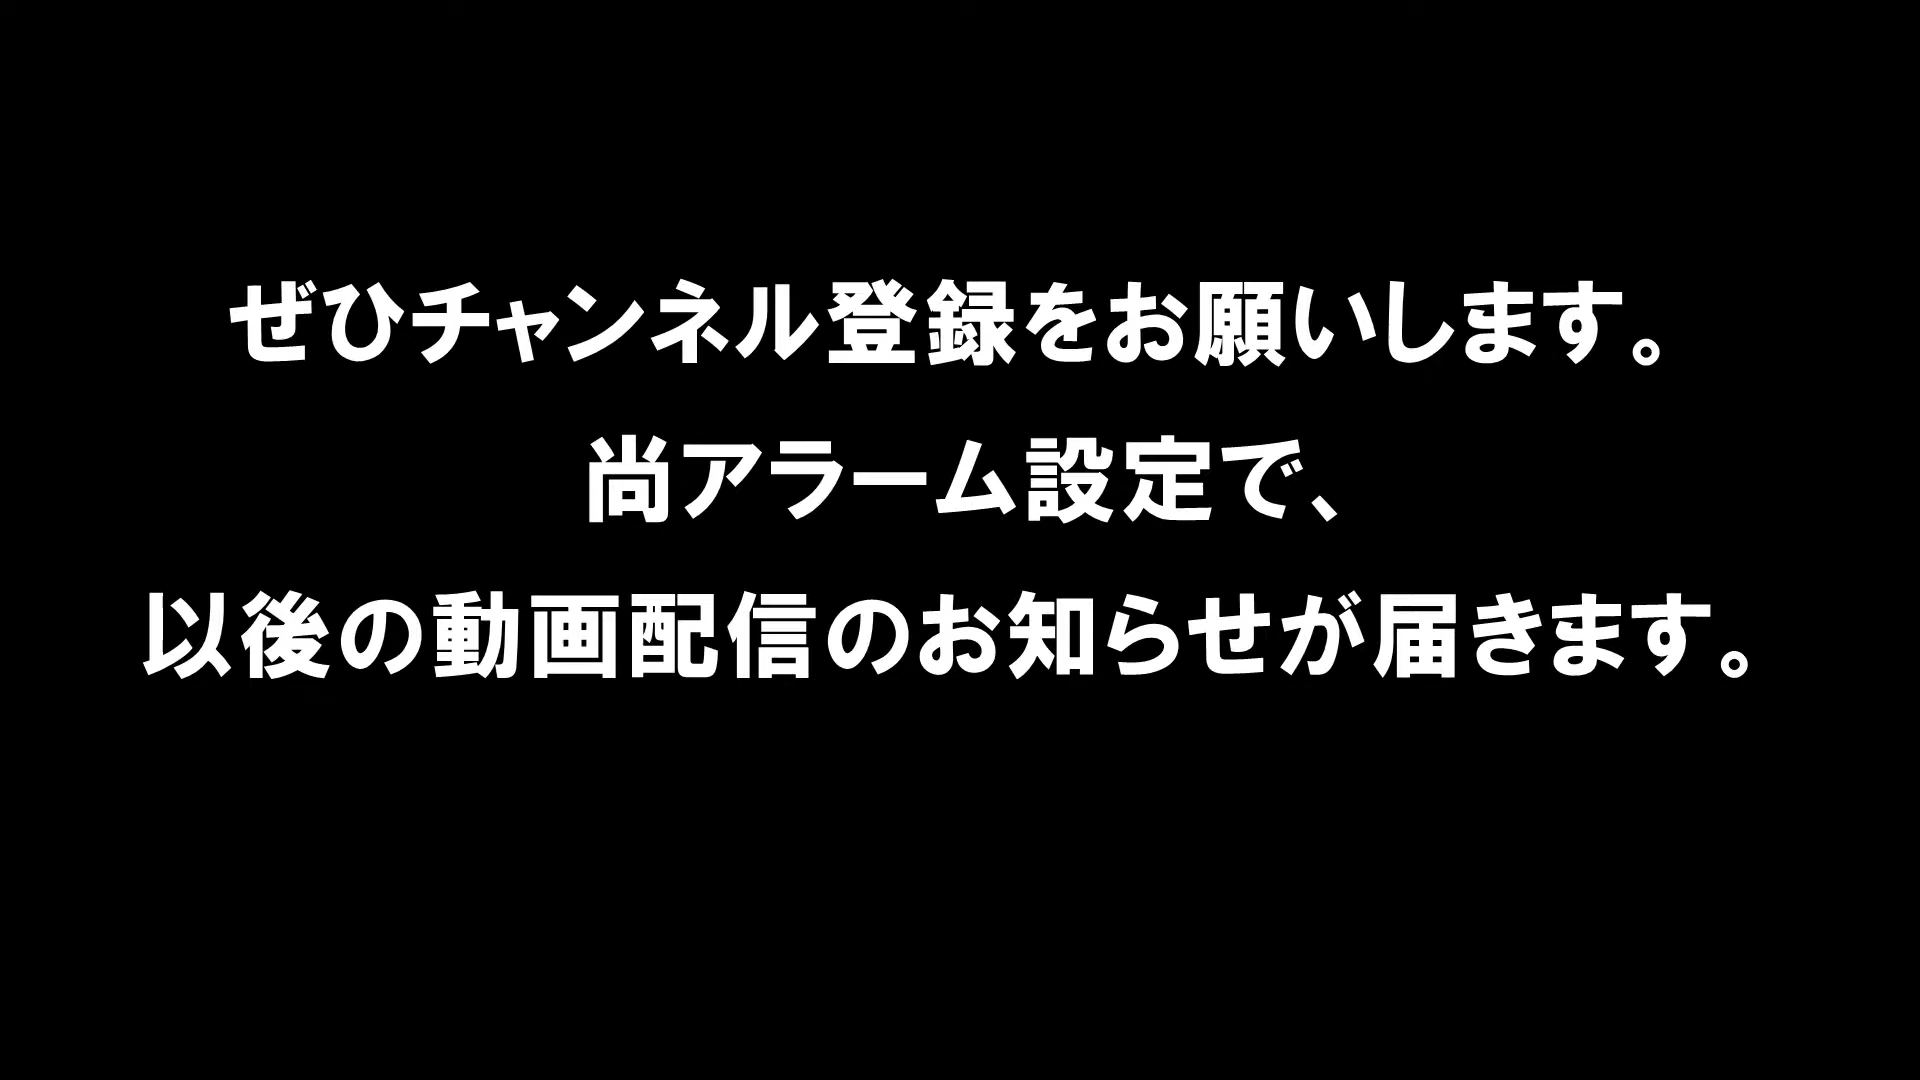 ぜひチャンネル登録をお願いします。
尚アラーム設定で、
以後の動画配信のお知らせが届きます。